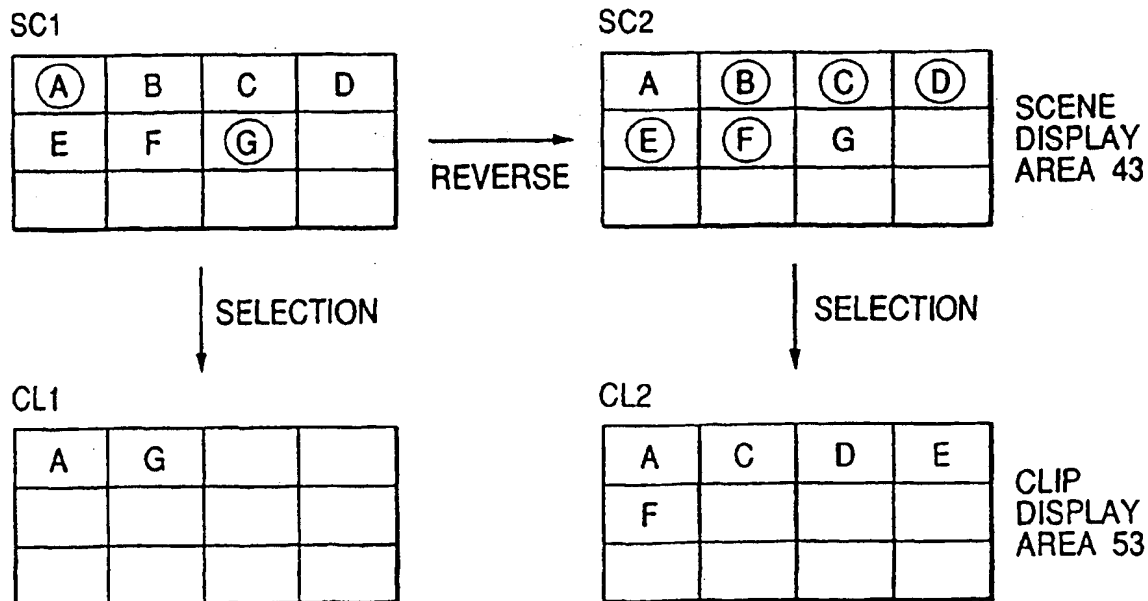 SC1
A B C D
E F G
REVERSE
SC2
A B C D
E F G
SCENE
DISPLAY
AREA 43
SELECTION
SELECTION
CL1
A G
CL2
A C D E
F
CLIP
DISPLAY
AREA 53